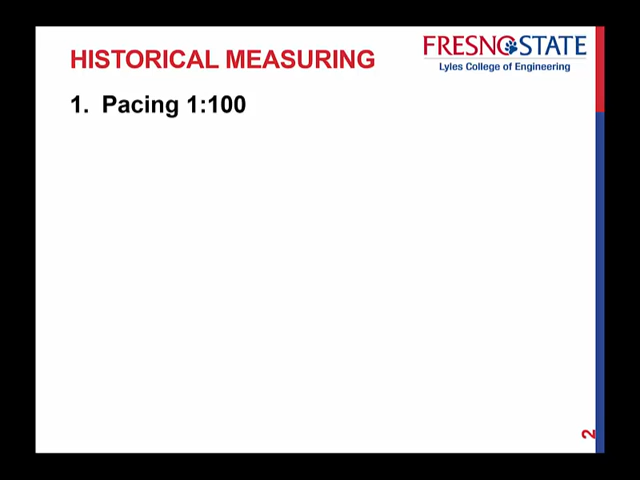 HISTORICAL MEASURING
FRESNO STATE
Lyles College of Engineering
1. Pacing 1:100
2